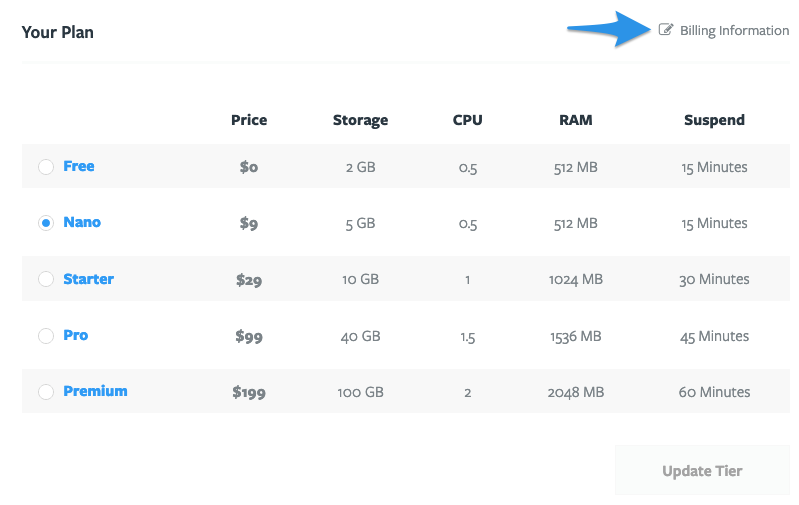 Your Plan Billing Information
Price Storage CPU RAM Suspend
Free $0 2 GB 0.5 512 MB 15 Minutes
Nano $9 5 GB 0.5 512 MB 15 Minutes
Starter $29 10 GB 1 1024 MB 30 Minutes
Pro $99 40 GB 1.5 1536 MB 45 Minutes
Premium $199 100 GB 2 2048 MB 60 Minutes
Update Tier